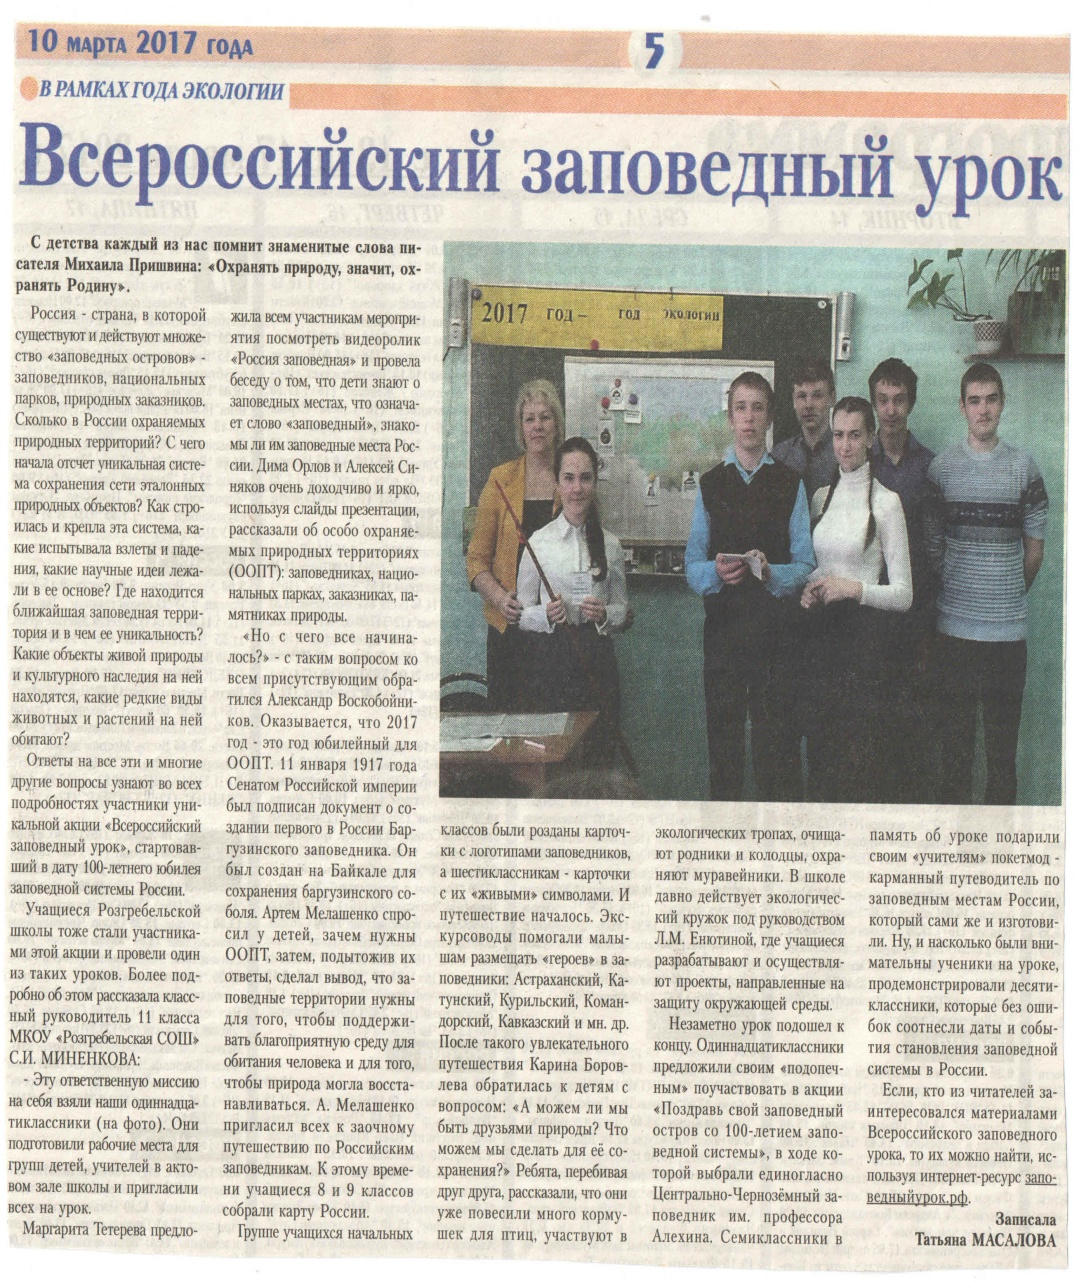 10 МАРТА 2017 ГОДА
5
В РАМКАХ ГОДА ЭКОЛОГИИ
Всероссийский заповедный урок
С детства каждый из нас помнит знаменитые слова пи-
сателя Михаила Пришвина: «Охранять природу, значит, ох-
ранять Родину».
Россия - страна, в которой
существуют и действуют множе-
ство «заповедных островов» -
заповедников, национальных
парков, природных заказников.
Сколько в России охраняемых
природных территорий? С чего
начала отсчет уникальная систе-
ма сохранения сети эталонных
природных объектов? Как стро-
илась и крепла эта система, ка-
кие испытывала взлеты и паде-
ния, какие научные идеи лежа-
ли в ее основе? Где находится
ближайшая заповедная терри-
тория и в чем ее уникальность?
Какие объекты живой природы
и культурного наследия на ней
находятся, какие редкие виды
животных и растений на ней
обитают?
Ответы на все эти и многие
другие вопросы узнают во всех
подробностях участники уни-
кальной акции «Всероссийский
заповедный урок», стартовав-
ший в дату 100-летнего юбилея
заповедной системы России.
Учащиеся Розгребельской
школы тоже стали участника-
ми этой акции и провели один
из таких уроков. Более под-
робно об этом рассказала класс-
ный руководитель 11 класса
МКОУ «Розгребельская СОШ»
С.И. МИНЕНКОВА:
- Эту ответственную миссию
на себя взяли наши одиннадца-
тиклассники (на фото). Они
подготовили рабочие места для
групп детей, учителей в акто-
вом зале школы и пригласили
всех на урок.
Маргарита Тетерева предло-
жила всем участникам меропри-
ятия посмотреть видеоролик
«Россия заповедная» и провела
беседу о том, что дети знают о
заповедных местах, что означа-
ет слово «заповедный», знако-
мы ли им заповедные места Рос-
сии. Дима Орлов и Алексей Си-
няков очень доходчиво и ярко,
используя слайды презентации,
рассказали об особо охраняе-
мых природных территориях
(ООПТ): заповедниках, нацио-
нальных парках, заказниках, па-
мятниках природы.
«Но с чего все начина-
лось?» - с таким вопросом ко
всем присутствующим обра-
тился Александр Воскобойни-
ков. Оказывается, что 2017
год - это год юбилейный для
ООПТ. 11 января 1917 года
Сенатом Российской империи
был подписан документ о со-
здании первого в России Бар-
гузинского заповедника. Он
был создан на Байкале для
сохранения баргузинского со-
боля. Артем Мелашенко спро-
сил у детей, зачем нужны
ООПТ, затем, подытожив их
ответы, сделал вывод, что за-
поведные территории нужны
для того, чтобы поддержи-
вать благоприятную среду для
обитания человека и для того,
чтобы природа могла восста-
навливаться. А. Мелашенко
пригласил всех к заочному
путешествию по Российским
заповедникам. К этому време-
ни учащиеся 8 и 9 классов
собрали карту России.
Группе учащихся начальных
2017 ГОД – ГОД ЭКОЛОГИИ
классов были розданы карточ-
ки с логотипами заповедников,
а шестиклассникам - карточки
с их «живыми» символами. И
путешествие началось. Экс-
курсоводы помогали малы-
шам размещать «героев» в за-
поведники: Астраханский, Ка-
тунский, Курильский, Коман-
дорский, Кавказский и мн. др.
После такого увлекательного
путешествия Карина Боров-
лева обратилась к детям с
вопросом: «А можем ли мы
быть друзьями природы? Что
можем мы сделать для её со-
хранения?» Ребята, перебивая
друг друга, рассказали, что они
уже повесили много корму-
шек для птиц, участвуют в
экологических тропах, очища-
ют родники и колодцы, охра-
няют муравейники. В школе
давно действует экологичес-
кий кружок под руководством
Л.М. Енютиной, где учащиеся
разрабатывают и осуществля-
ют проекты, направленные на
защиту окружающей среды.
Незаметно урок подошел к
концу. Одиннадцатиклассники
предложили своим «подопеч-
ным» поучаствовать в акции
«Поздравь свой заповедный
остров со 100-летием запо-
ведной системы», в ходе ко-
торой выбрали единогласно
Центрально-Чернозёмный за-
поведник им. профессора
Алехина. Семиклассники в
память об уроке подарили
своим «учителям» покетмод -
карманный путеводитель по
заповедным местам России,
который сами же и изготови-
ли. Ну, и насколько были вни-
мательны ученики на уроке,
продемонстрировали десяти-
классники, которые без оши-
бок соотнесли даты и собы-
тия становления заповедной
системы в России.
Если, кто из читателей за-
интересовался материалами
Всероссийского заповедного
урока, то их можно найти, ис-
пользуя интернет-ресурс запо-
ведныйурок.рф.
Записала
Татьяна МАСАЛОВА